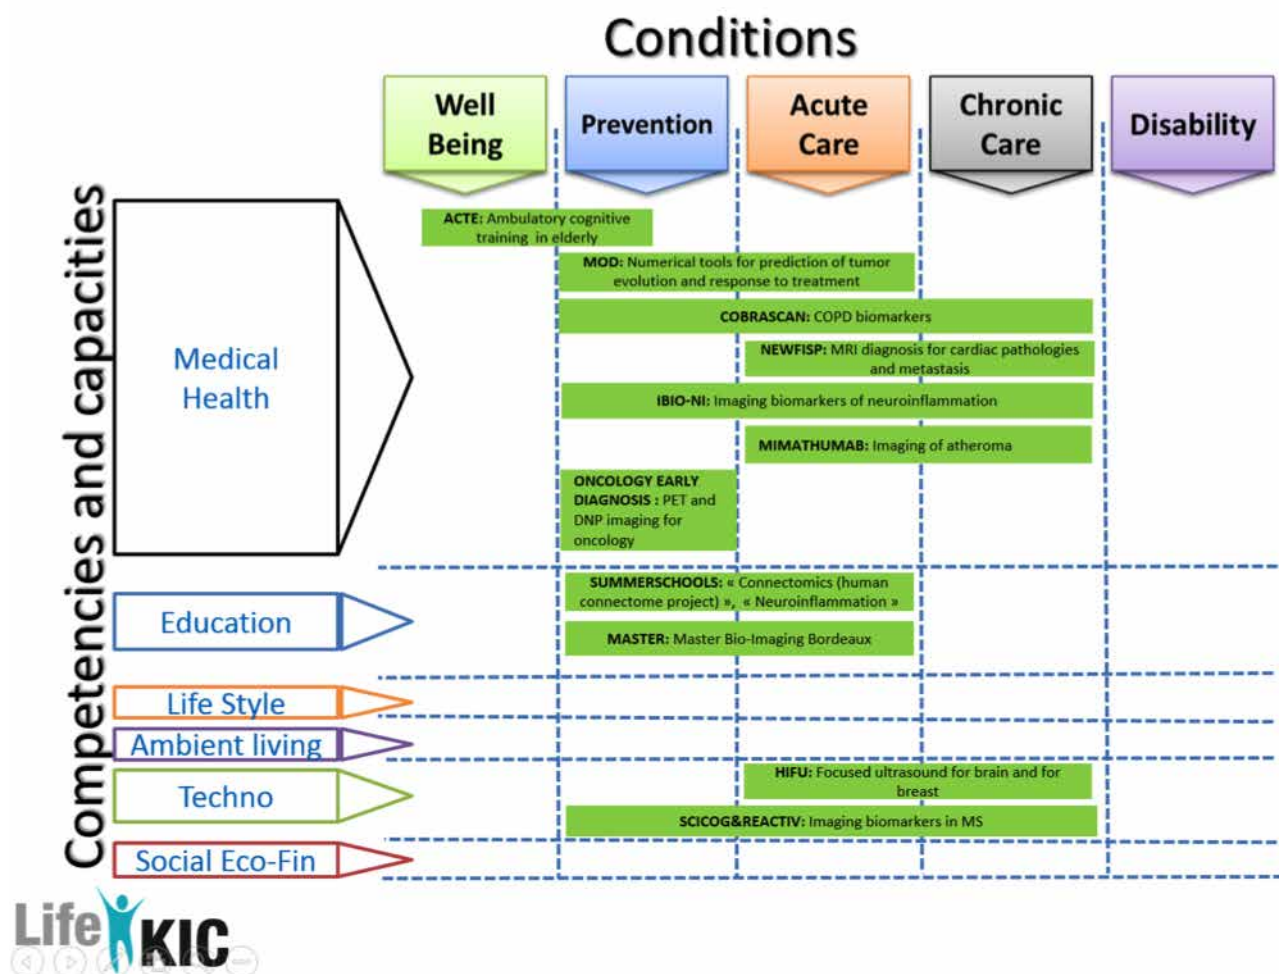 Conditions
Well
Being
Prevention
Acute
Care
Chronic
Care
Disability
Competencies and capacities
Medical
Health
ACTE: Ambulatory cognitive
training in elderly
MOD: Numerical tools for prediction of tumor
evolution and response to treatment
COBRASCAN: COPD biomarkers
NEWFISP: MRI diagnosis for cardiac pathologies
and metastasis
IBIO-NI: Imaging biomarkers of neuroinflammation
MIMATHUMAB: Imaging of atheroma
ONCOLOGY EARLY
DIAGNOSIS : PET and
DNP imaging for
oncology
Education
SUMMERSCHOOLS: « Connectomics (human
connectome project) », « Neuroinflammation »
MASTER: Master Bio-Imaging Bordeaux
Life Style
Ambient living
Techno
HIFU: Focused ultrasound for brain and for
breast
SCICOG&REACTIV: Imaging biomarkers in MS
Social Eco-Fin
Life KIC